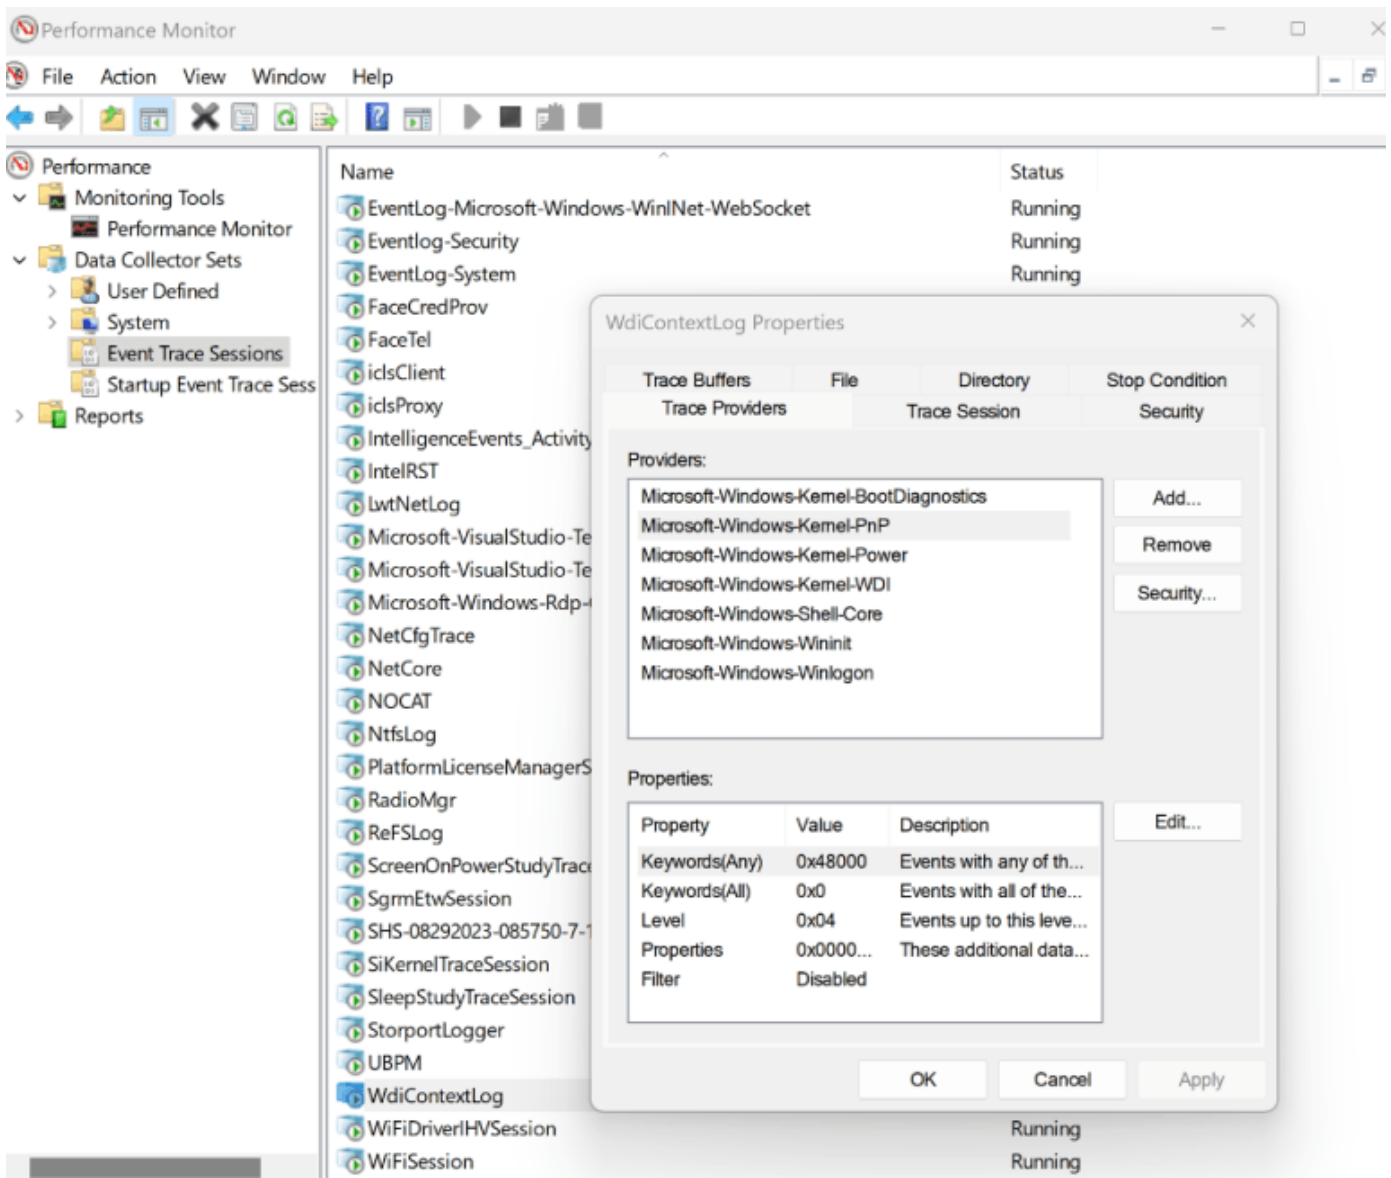 Performance Monitor
File Action View Window Help
Performance
Monitoring Tools
Performance Monitor
Data Collector Sets
User Defined
System
Event Trace Sessions
Startup Event Trace Sess
Reports
Name Status
EventLog-Microsoft-Windows-WinINet-WebSocket Running
Eventlog-Security Running
EventLog-System Running
FaceCredProv
FaceTel
iclsClient
iclsProxy
IntelligenceEvents_Activity
IntelRST
LwtNetLog
Microsoft-VisualStudio-Te
Microsoft-VisualStudio-Te
Microsoft-Windows-Rdp-
NetCfgTrace
NetCore
NOCAT
NtfsLog
PlatformLicenseManagerS
RadioMgr
ReFSLog
ScreenOnPowerStudyTrace
SgrmEtwSession
SHS-08292023-085750-7-1
SiKernelTraceSession
SleepStudyTraceSession
StorportLogger
UBPM
WdiContextLog
WiFiDriverIHVSession Running
WiFiSession Running
WdiContextLog Properties
Trace Buffers File Directory Stop Condition
Trace Providers Trace Session Security
Providers:
Microsoft-Windows-Kernel-BootDiagnostics
Microsoft-Windows-Kernel-PnP
Microsoft-Windows-Kernel-Power
Microsoft-Windows-Kernel-WDI
Microsoft-Windows-Shell-Core
Microsoft-Windows-Wininit
Microsoft-Windows-Winlogon
Add...
Remove
Security...
Properties:
Property Value Description
Keywords(Any) 0x48000 Events with any of th...
Keywords(All) 0x0 Events with all of the...
Level 0x04 Events up to this leve...
Properties 0x0000... These additional data...
Filter Disabled
Edit...
OK Cancel Apply